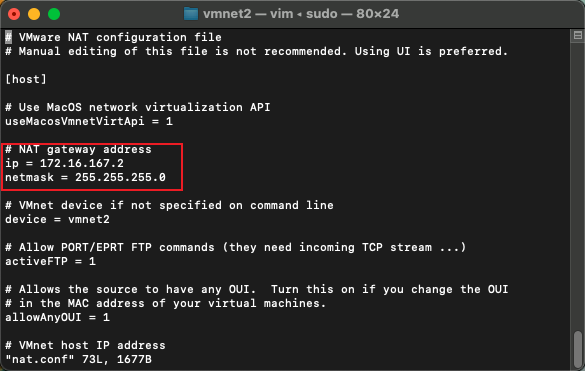 vmnet2 — vim ◂ sudo — 80×24
# VMware NAT configuration file
# Manual editing of this file is not recommended. Using UI is preferred.
[host]
# Use MacOS network virtualization API
useMacosVmnetVirtApi = 1
# NAT gateway address
ip = 172.16.167.2
netmask = 255.255.255.0
# VMnet device if not specified on command line
device = vmnet2
# Allow PORT/EPRT FTP commands (they need incoming TCP stream ...)
activeFTP = 1
# Allows the source to have any OUI.  Turn this on if you change the OUI
# in the MAC address of your virtual machines.
allowAnyOUI = 1
# VMnet host IP address
"nat.conf" 73L, 1677B